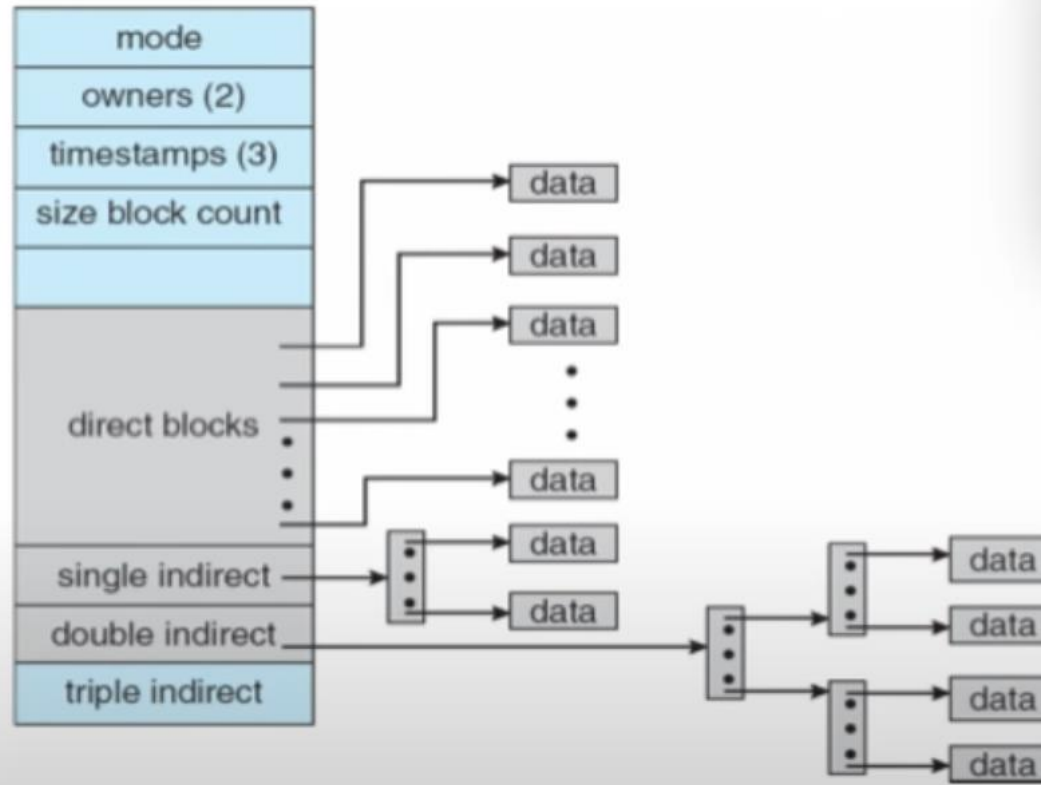 mode
owners (2)
timestamps (3)
size block count
data
data
data
direct blocks
data
data
single indirect
data
double indirect
triple indirect
data
data
data
data